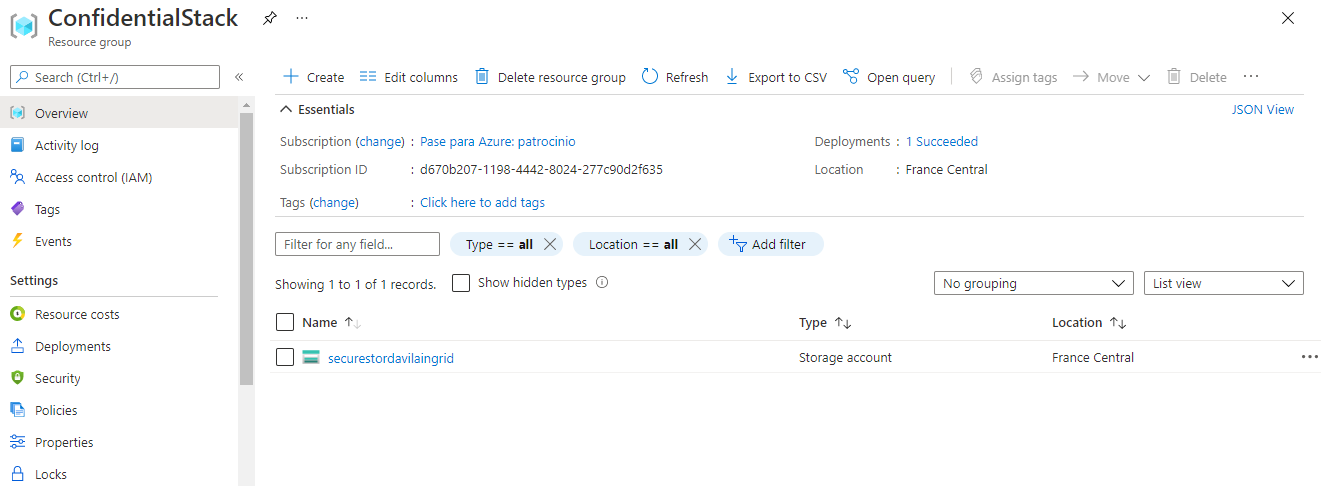 ConfidentialStack
Resource group
Search (Ctrl+/)
Overview
Activity log
Access control (IAM)
Tags
Events
Settings
Resource costs
Deployments
Security
Policies
Properties
Locks
Create Edit columns Delete resource group Refresh Export to CSV Open query Assign tags Move Delete
Essentials JSON View
Subscription (change) : Pase para Azure: patrocinio Deployments : 1 Succeeded
Subscription ID : d670b207-1198-4442-8024-277c90d2f635 Location : France Central
Tags (change) : Click here to add tags
Filter for any field... Type == all Location == all Add filter
Showing 1 to 1 of 1 records. Show hidden types No grouping List view
Name Type Location
securestordavilaingrid Storage account France Central